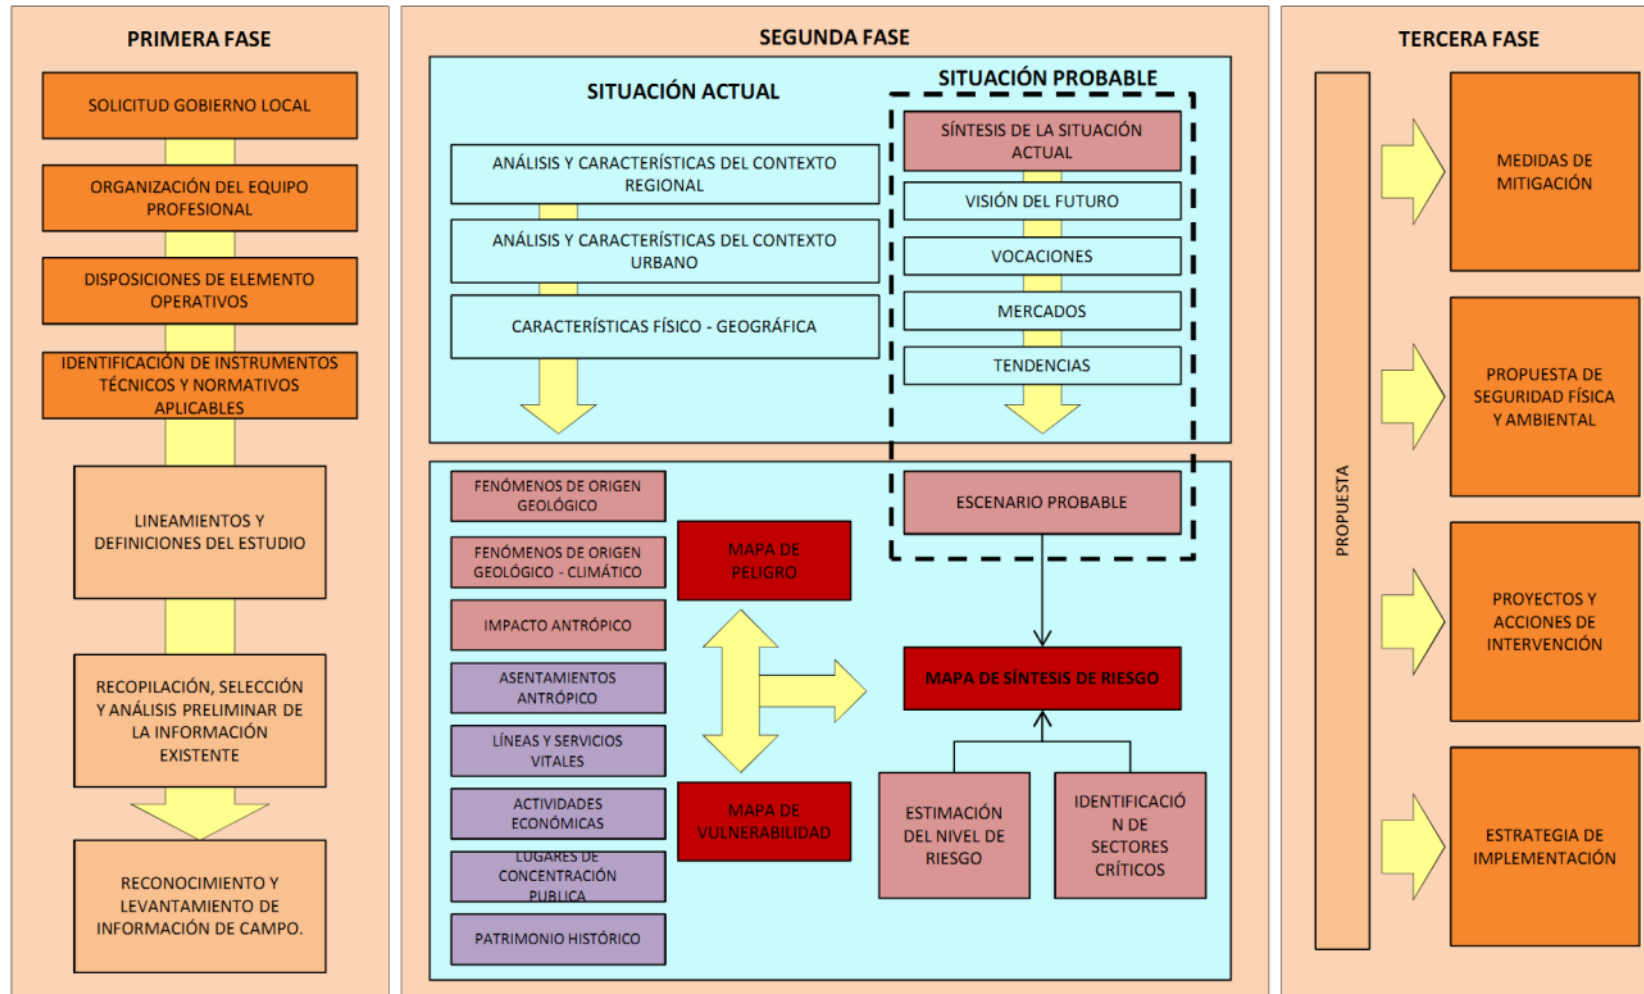 PRIMERA FASE
SOLICITUD GOBIERNO LOCAL
ORGANIZACIÓN DEL EQUIPO
PROFESIONAL
DISPOSICIONES DE ELEMENTO
OPERATIVOS
IDENTIFICACIÓN DE INSTRUMENTOS
TÉCNICOS Y NORMATIVOS
APLICABLES
LINEAMIENTOS Y
DEFINICIONES DEL ESTUDIO
RECOPILACIÓN, SELECCIÓN
Y ANÁLISIS PRELIMINAR DE
LA INFORMACIÓN
EXISTENTE
RECONOCIMIENTO Y
LEVANTAMIENTO DE
INFORMACIÓN DE CAMPO.
SEGUNDA FASE
SITUACIÓN ACTUAL
ANÁLISIS Y CARACTERÍSTICAS DEL CONTEXTO
REGIONAL
ANÁLISIS Y CARACTERÍSTICAS DEL CONTEXTO
URBANO
CARACTERÍSTICAS FÍSICO - GEOGRÁFICA
SITUACIÓN PROBABLE
SÍNTESIS DE LA SITUACIÓN
ACTUAL
VISIÓN DEL FUTURO
VOCACIONES
MERCADOS
TENDENCIAS
FENÓMENOS DE ORIGEN
GEOLÓGICO
FENÓMENOS DE ORIGEN
GEOLÓGICO - CLIMÁTICO
IMPACTO ANTRÓPICO
ASENTAMIENTOS
ANTRÓPICO
LÍNEAS Y SERVICIOS
VITALES
ACTIVIDADES
ECONÓMICAS
LUGARES DE
CONCENTRACIÓN
PUBLICA
PATRIMONIO HISTÓRICO
MAPA DE
PELIGRO
MAPA DE
VULNERABILIDAD
ESCENARIO PROBABLE
MAPA DE SÍNTESIS DE RIESGO
ESTIMACIÓN
DEL NIVEL DE
RIESGO
IDENTIFICACIÓ
N DE
SECTORES
CRÍTICOS
TERCERA FASE
PROPUESTA
MEDIDAS DE
MITIGACIÓN
PROPUESTA DE
SEGURIDAD FÍSICA
Y AMBIENTAL
PROYECTOS Y
ACCIONES DE
INTERVENCIÓN
ESTRATEGIA DE
IMPLEMENTACIÓN